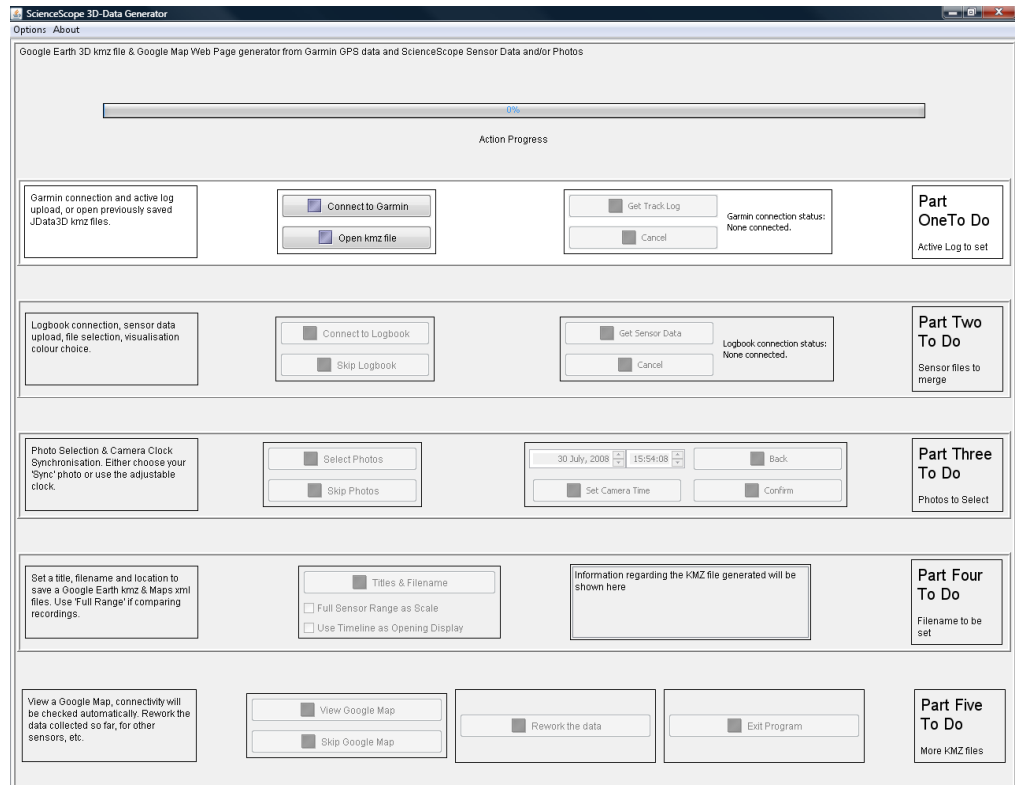 ScienceScope 3D-Data Generator
Options About
Google Earth 3D kmz file & Google Map Web Page generator from Garmin GPS data and ScienceScope Sensor Data and/or Photos
0%
Action Progress
Garmin connection and active log
upload, or open previously saved
JData3D kmz files.
Connect to Garmin
Open kmz file
Get Track Log
Cancel
Garmin connection status:
None connected.
Part
OneTo Do
Active Log to set
Logbook connection, sensor data
upload, file selection, visualisation
colour choice.
Connect to Logbook
Skip Logbook
Get Sensor Data
Cancel
Logbook connection status:
None connected.
Part Two
To Do
Sensor files to
merge
Photo Selection & Camera Clock
Synchronisation. Either choose your
'Sync' photo or use the adjustable
clock.
Select Photos
Skip Photos
30 July, 2008
15:54:08
Back
Set Camera Time
Confirm
Part Three
To Do
Photos to Select
Set a title, filename and location to
save a Google Earth kmz & Maps xml
files. Use 'Full Range' if comparing
recordings.
Titles & Filename
Full Sensor Range as Scale
Use Timeline as Opening Display
Information regarding the KMZ file generated will be
shown here
Part Four
To Do
Filename to be
set
View a Google Map, connectivity will
be checked automatically. Rework the
data collected so far, for other
sensors, etc.
View Google Map
Skip Google Map
Rework the data
Exit Program
Part Five
To Do
More KMZ files